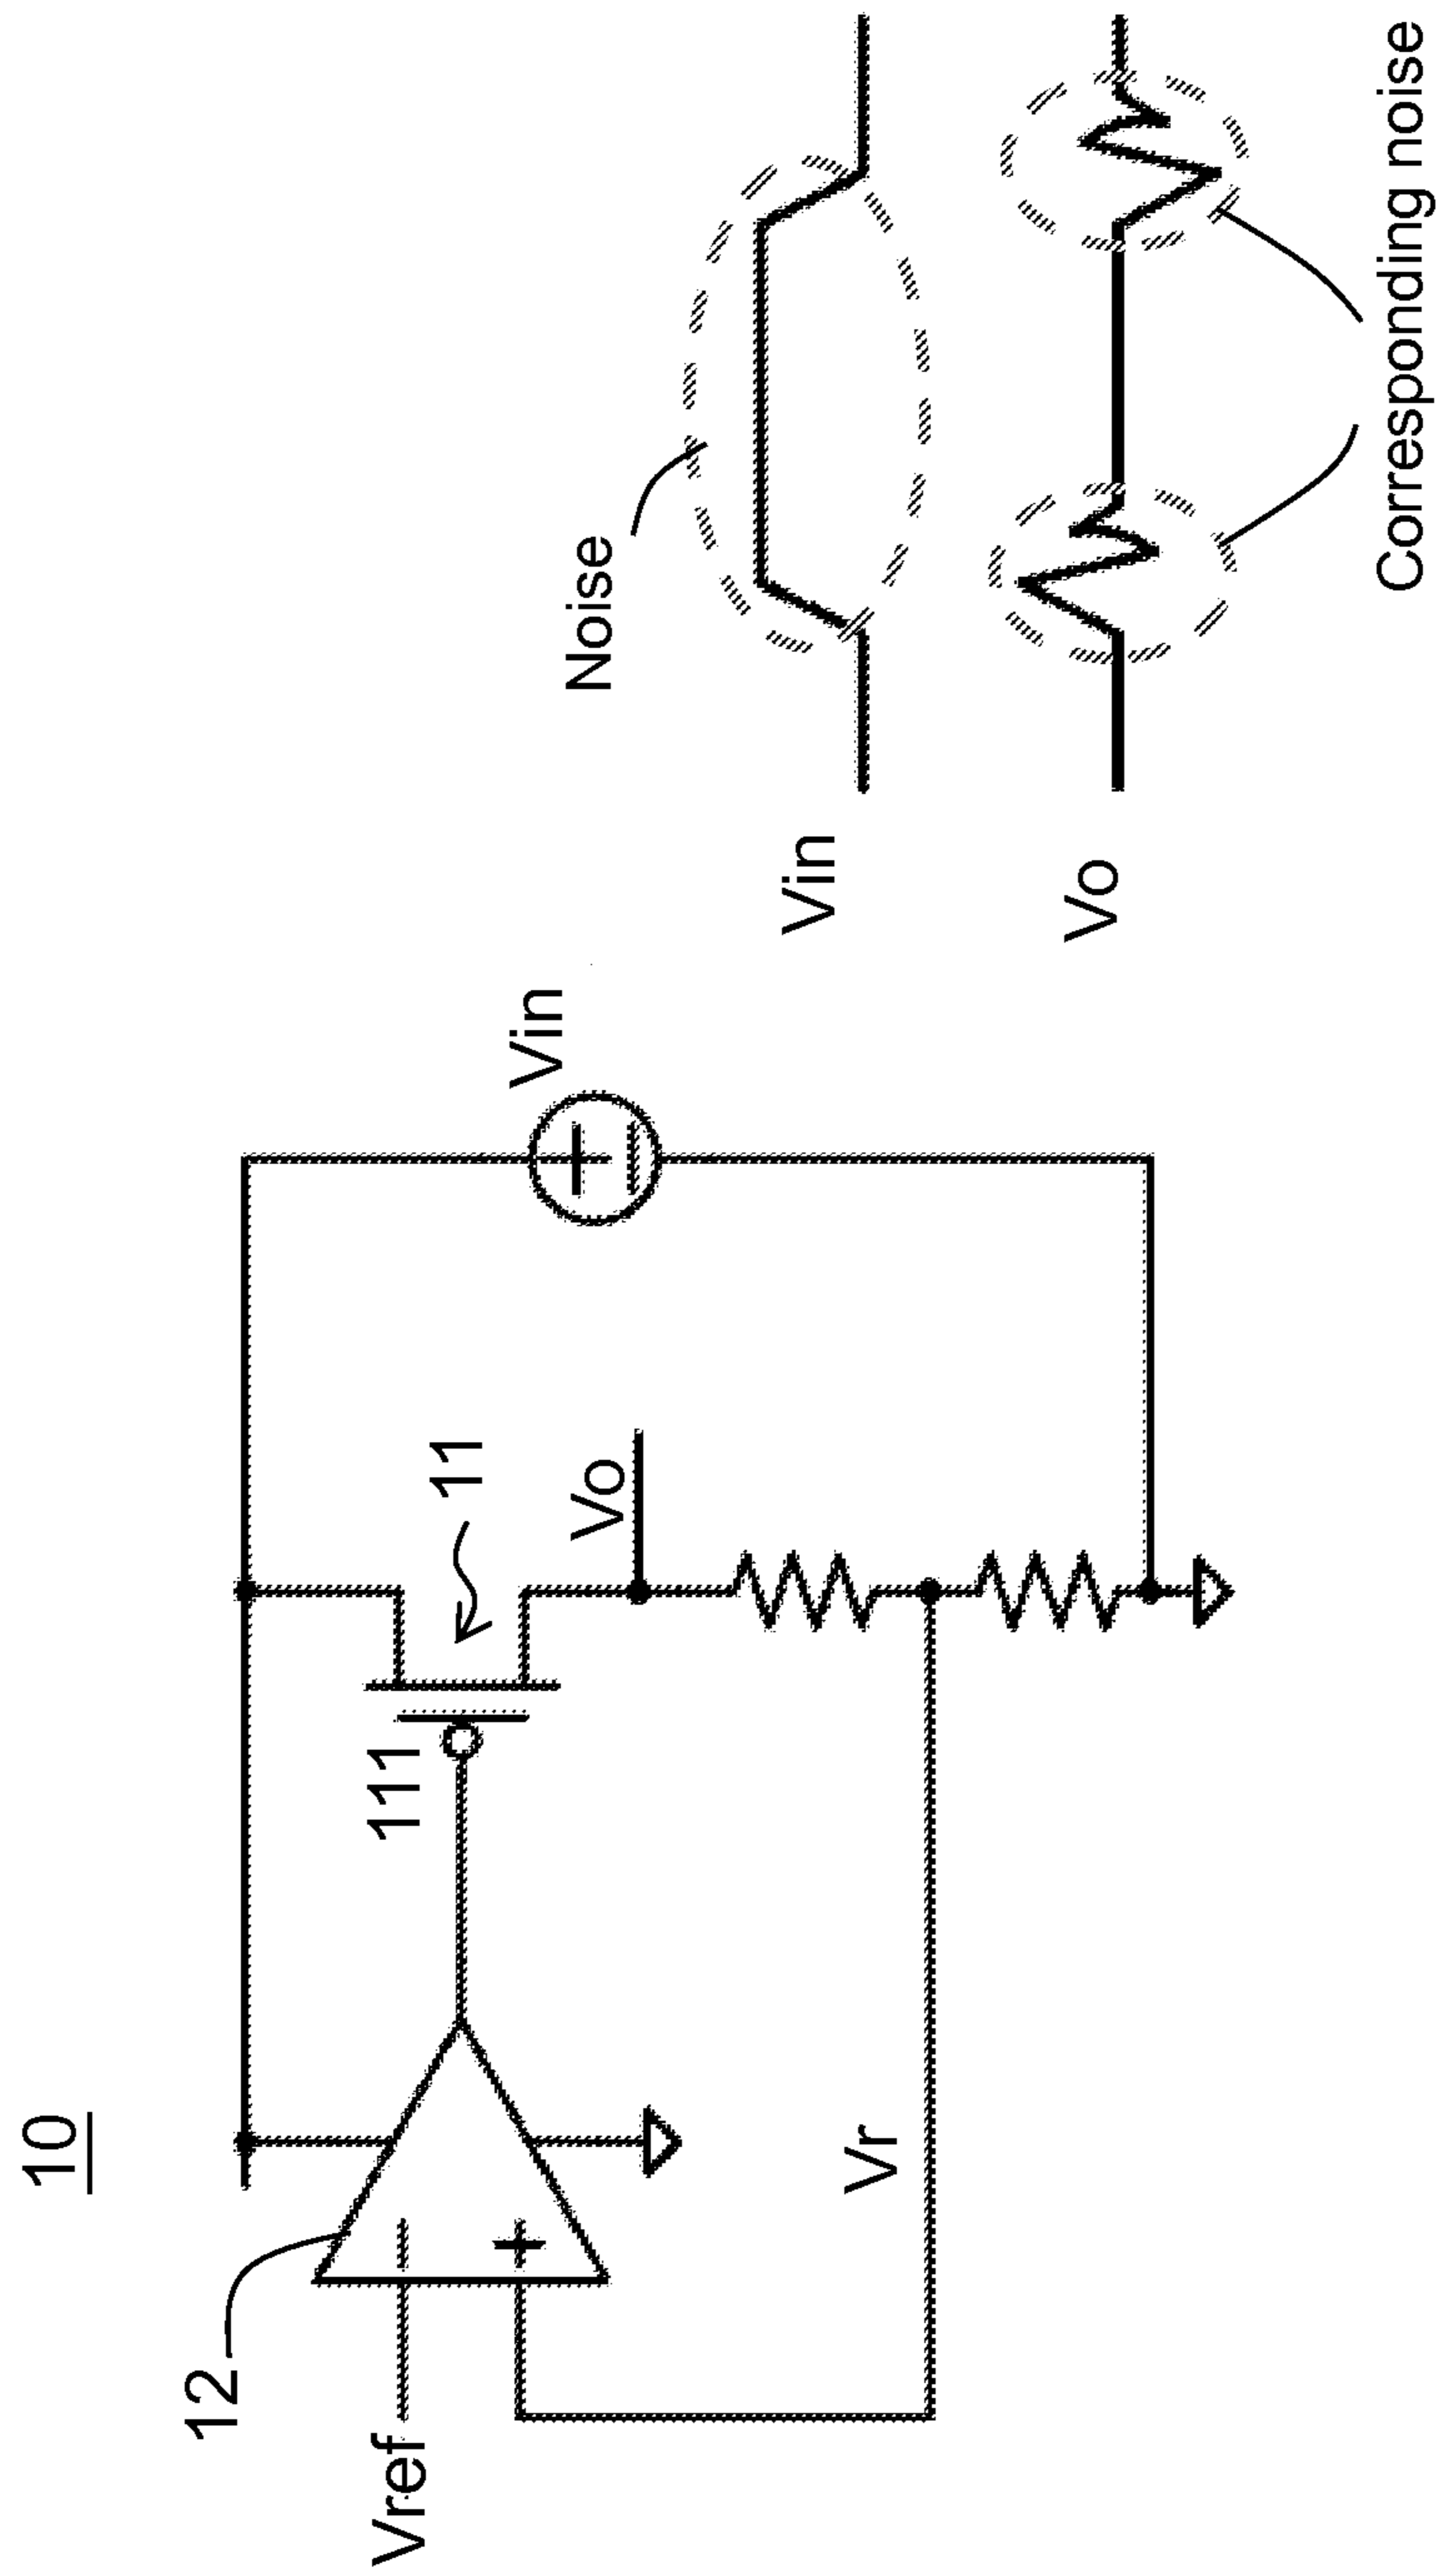 10
12
Vref
111
11
Vo
Vr
Vin
Noise
Vin
Vo
Corresponding noise